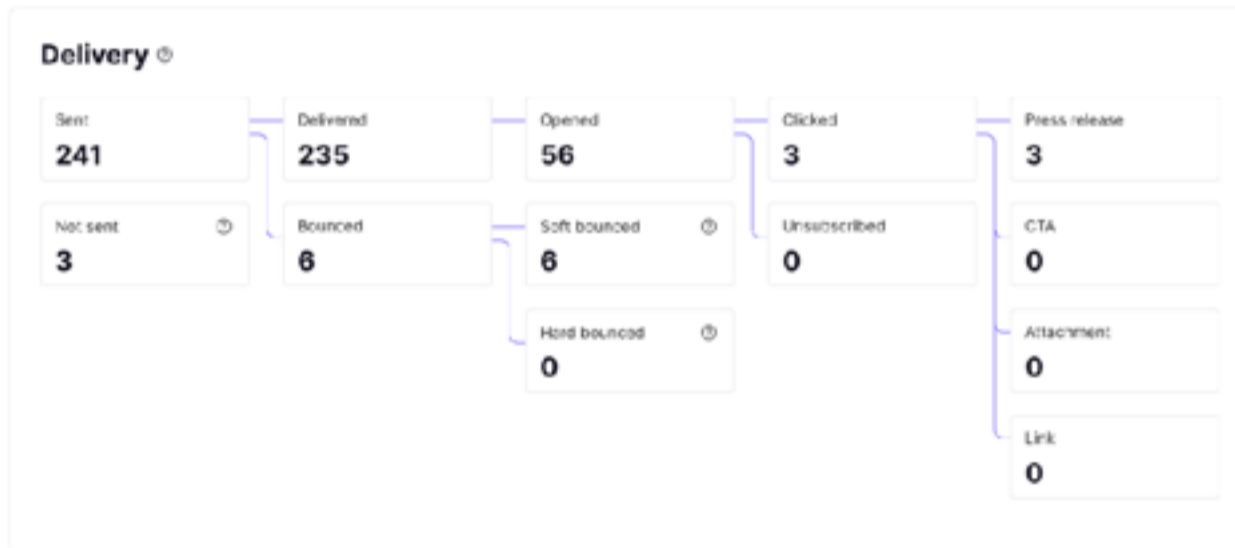 Delivery
Sent
Delivered
Opened
Clicked
Press release
241
235
56
3
3
Not sent
Bounced
Soft bounced
Unsubscribed
CTA
3
6
6
0
0
Hard bounced
Attachment
0
0
Link
0